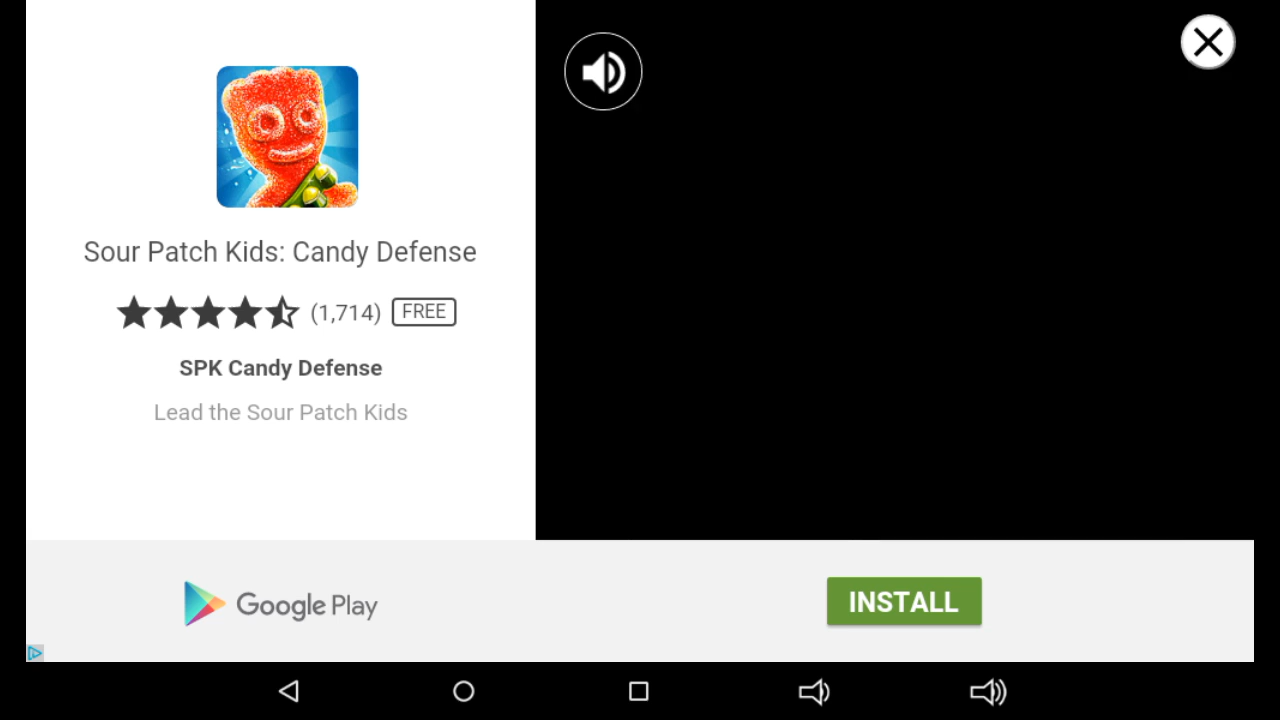 Sour Patch Kids: Candy Defense
(1,714) FREE
SPK Candy Defense
Lead the Sour Patch Kids
Google Play
INSTALL